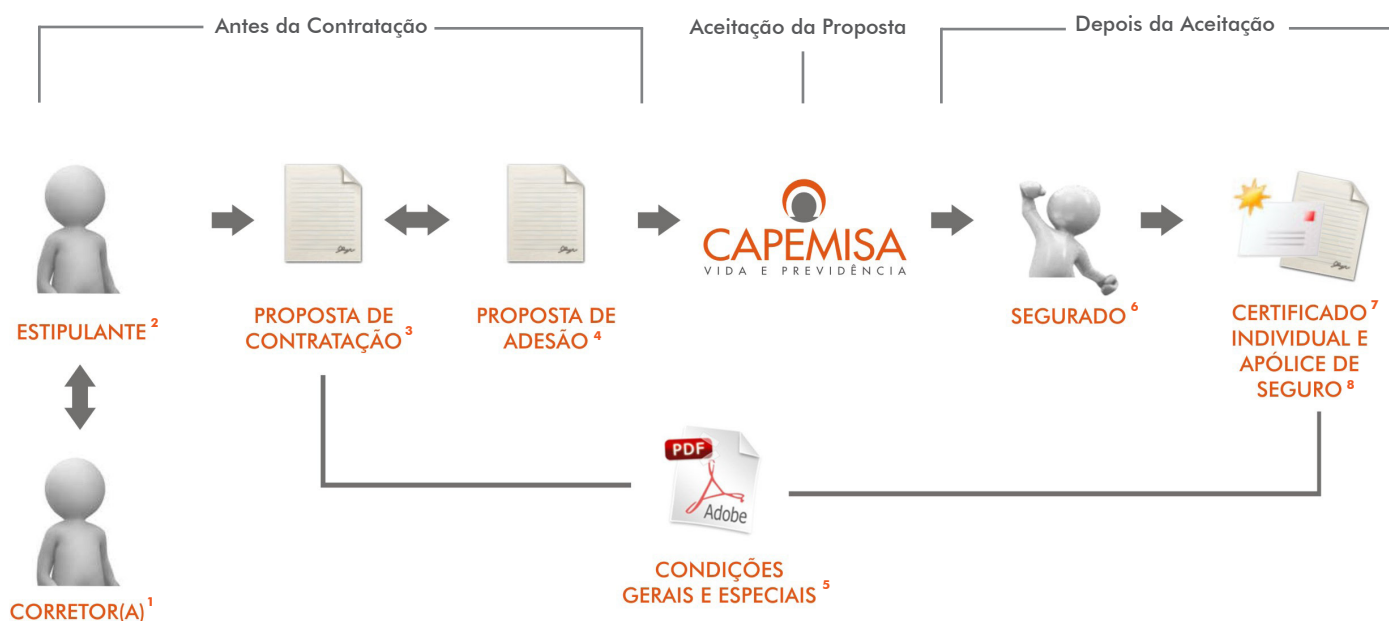 Antes da Contratação
Aceitação da Proposta
Depois da Aceitação
ESTIPULANTE 2
PROPOSTA DE
CONTRATAÇÃO 3
PROPOSTA DE
ADESÃO 4
CAPEMISA
VIDA E PREVIDÊNCIA
SEGURADO 6
CERTIFICADO 7
INDIVIDUAL E
APÓLICE DE
SEGURO 8
PDF
Adobe
CONDIÇÕES
GERAIS E ESPECIAIS 5
CORRETOR(A) 1